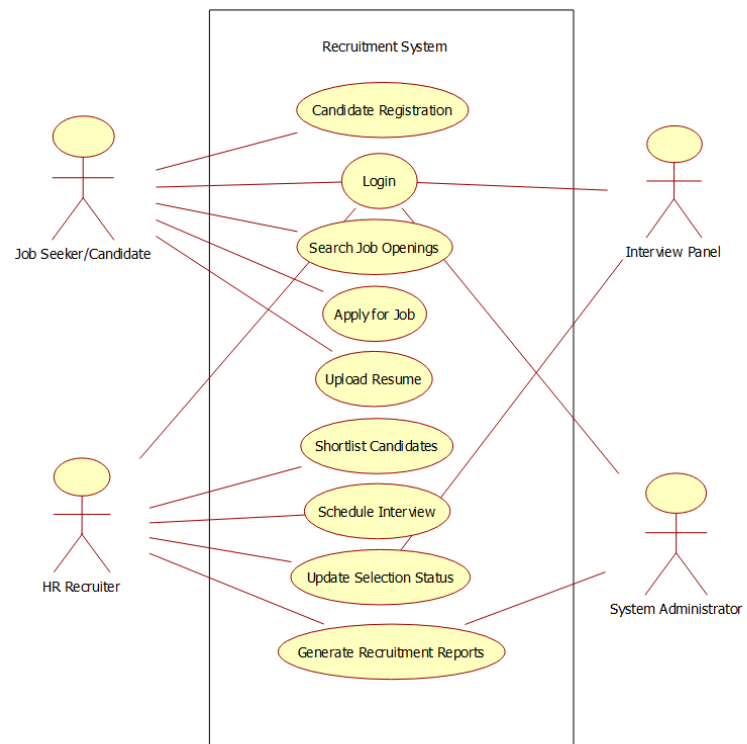 Recruitment System
Candidate Registration
Login
Search Job Openings
Job Seeker/Candidate
Interview Panel
Apply for Job
Upload Resume
Shortlist Candidates
Schedule Interview
Update Selection Status
HR Recruiter
System Administrator
Generate Recruitment Reports